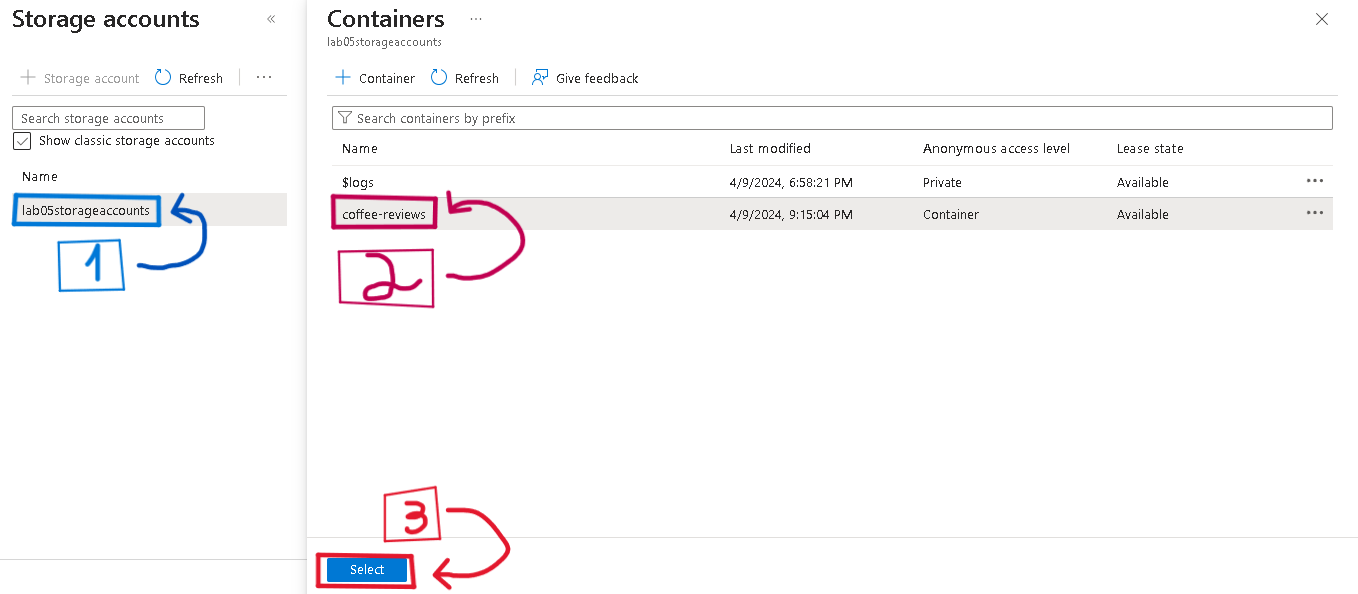 Storage accounts
«
+ Storage account
Refresh
...
Search storage accounts
Show classic storage accounts
Name
lab05storageaccounts
1
Containers ...
lab05storageaccounts
+ Container
Refresh
Give feedback
Search containers by prefix
Name Last modified Anonymous access level Lease state
$logs 4/9/2024, 6:58:21 PM Private Available ...
coffee-reviews 4/9/2024, 9:15:04 PM Container Available ...
2
3
Select